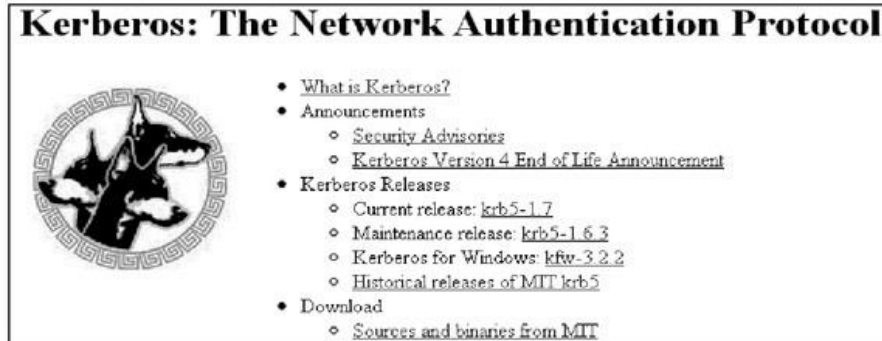 Kerberos: The Network Authentication Protocol
What is Kerberos?
Announcements
Security Advisories
Kerberos Version 4 End of Life Announcement
Kerberos Releases
Current release: krb5-1.7
Maintenance release: krb5-1.6.3
Kerberos for Windows: kfw-3.2.2
Historical releases of MIT krb5
Download
Sources and binaries from MIT